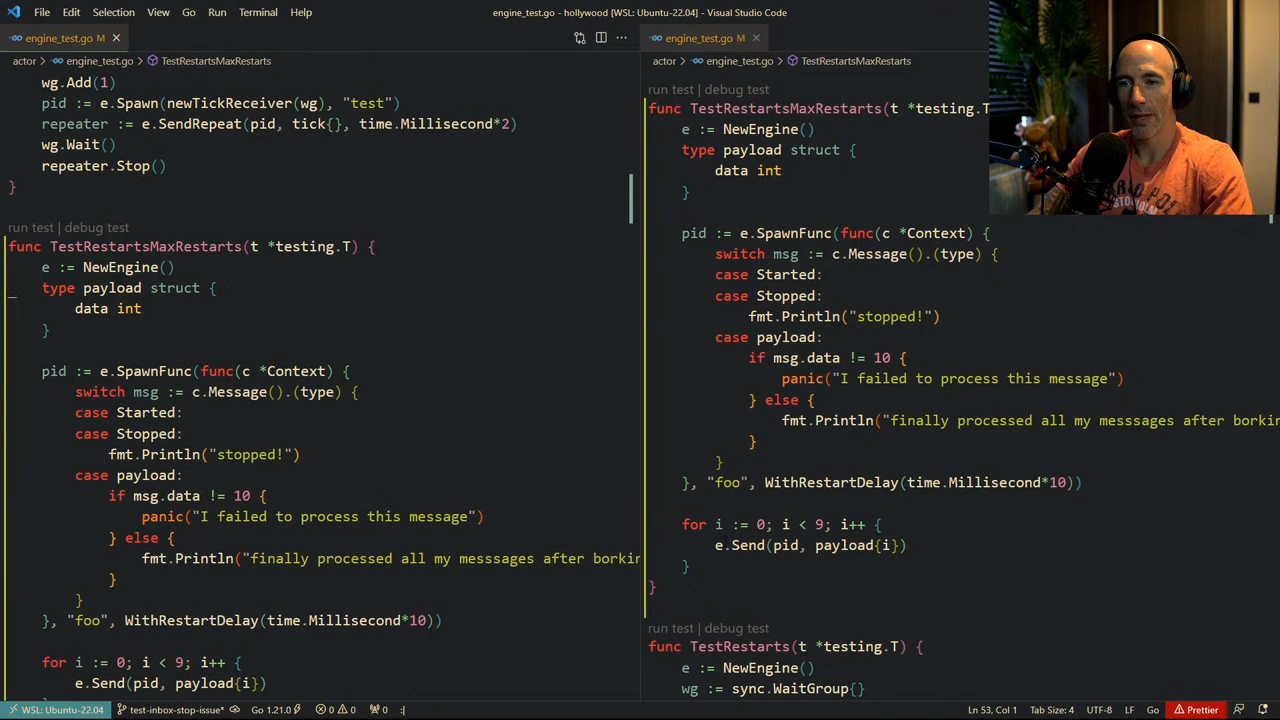 File Edit Selection View Go Run Terminal Help
engine_test.go - hollywood [WSL: Ubuntu-22.04] - Visual Studio Code
engine_test.go M
actor > engine_test.go > TestRestartsMaxRestarts
wg.Add(1)
pid := e.Spawn(newTickReceiver(wg), "test")
repeater := e.SendRepeat(pid, tick{}, time.Millisecond*2)
wg.Wait()
repeater.Stop()
}
run test | debug test
func TestRestartsMaxRestarts(t *testing.T) {
e := NewEngine()
type payload struct {
data int
}
pid := e.SpawnFunc(func(c *Context) {
switch msg := c.Message().(type) {
case Started:
case Stopped:
fmt.Println("stopped!")
case payload:
if msg.data != 10 {
panic("I failed to process this message")
} else {
fmt.Println("finally processed all my messsages after borkin
}
}
}, "foo", WithRestartDelay(time.Millisecond*10))
for i := 0; i < 9; i++ {
e.Send(pid, payload{i})
engine_test.go M
actor > engine_test.go > TestRestartsMaxRestarts
run test | debug test
func TestRestartsMaxRestarts(t *testing.T
e := NewEngine()
type payload struct {
data int
}
pid := e.SpawnFunc(func(c *Context) {
switch msg := c.Message().(type) {
case Started:
case Stopped:
fmt.Println("stopped!")
case payload:
if msg.data != 10 {
panic("I failed to process this message")
} else {
fmt.Println("finally processed all my messsages after borkin
}
}
}, "foo", WithRestartDelay(time.Millisecond*10))
for i := 0; i < 9; i++ {
e.Send(pid, payload{i})
}
}
run test | debug test
func TestRestarts(t *testing.T) {
e := NewEngine()
wg := sync.WaitGroup{}
WSL: Ubuntu-22.04 test-inbox-stop-issue* Go 1.21.0 0 0 0 :| Ln 53, Col 1 Tab Size: 4 UTF-8 LF Go Prettier